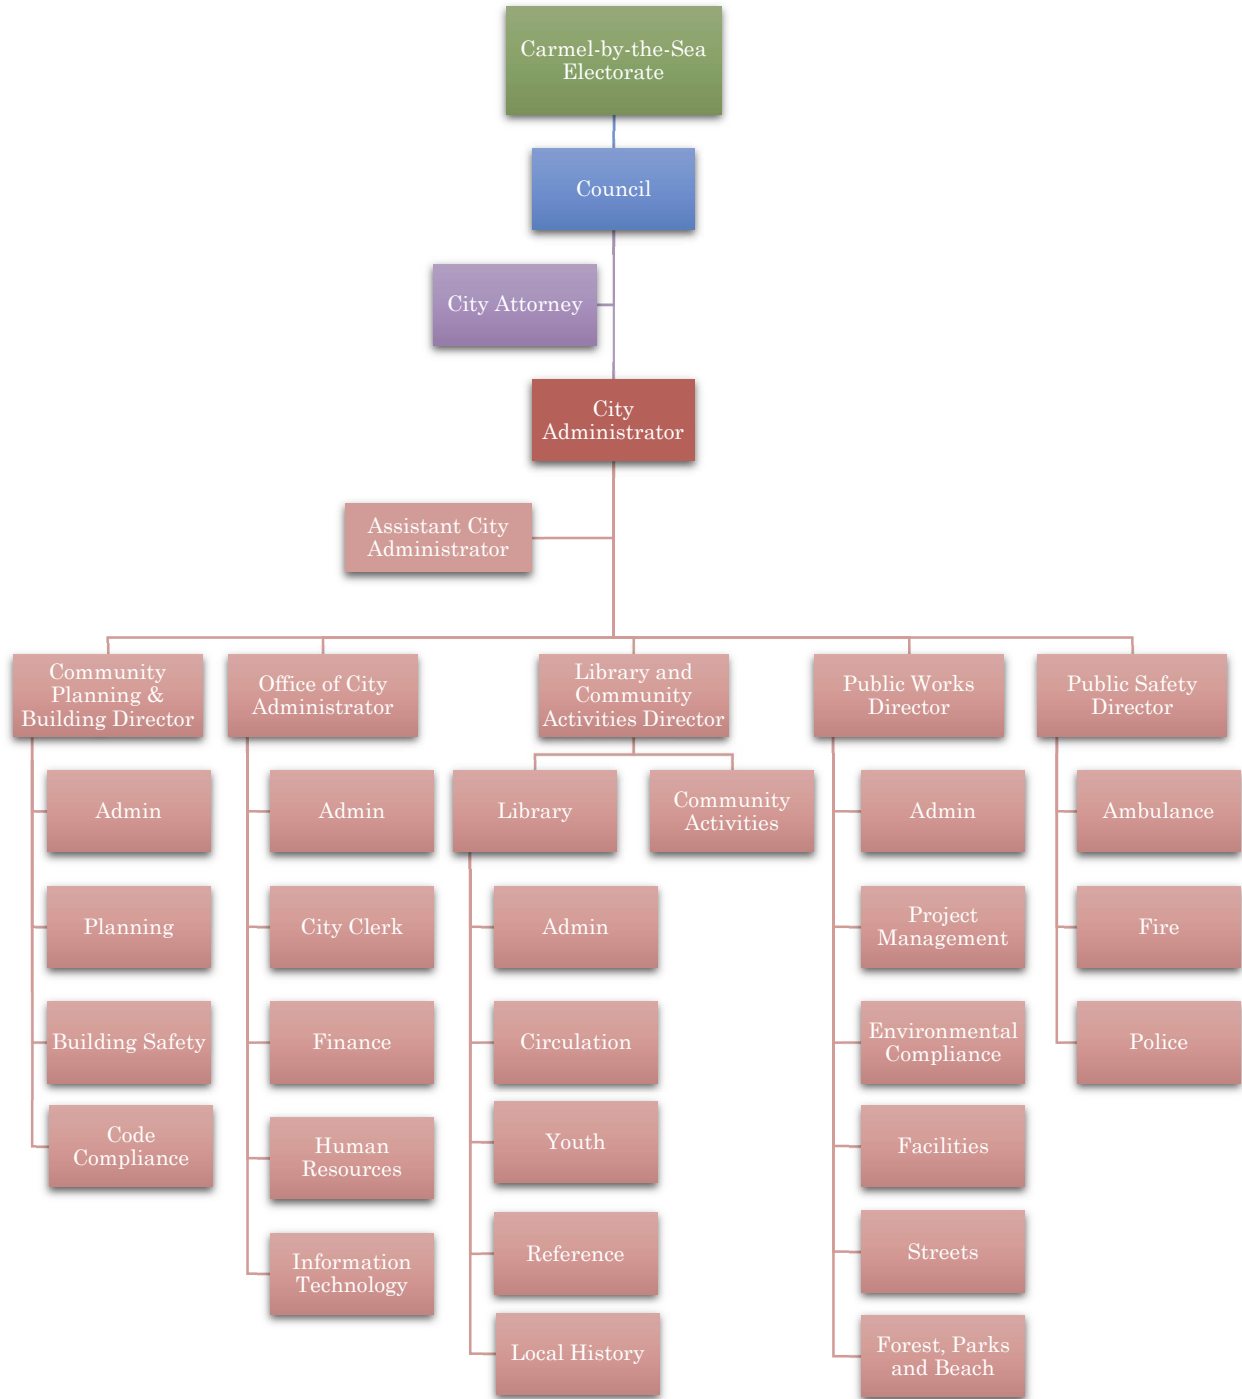 Carmel-by-the-Sea
Electorate
Council
City Attorney
City
Administrator
Assistant City
Administrator
Community
Planning &
Building Director
Office of City
Administrator
Library and
Community
Activities Director
Public Works
Director
Public Safety
Director
Admin
Planning
Building Safety
Code
Compliance
Admin
City Clerk
Finance
Human
Resources
Information
Technology
Library
Community
Activities
Admin
Circulation
Youth
Reference
Local History
Admin
Project
Management
Environmental
Compliance
Facilities
Streets
Forest, Parks
and Beach
Ambulance
Fire
Police